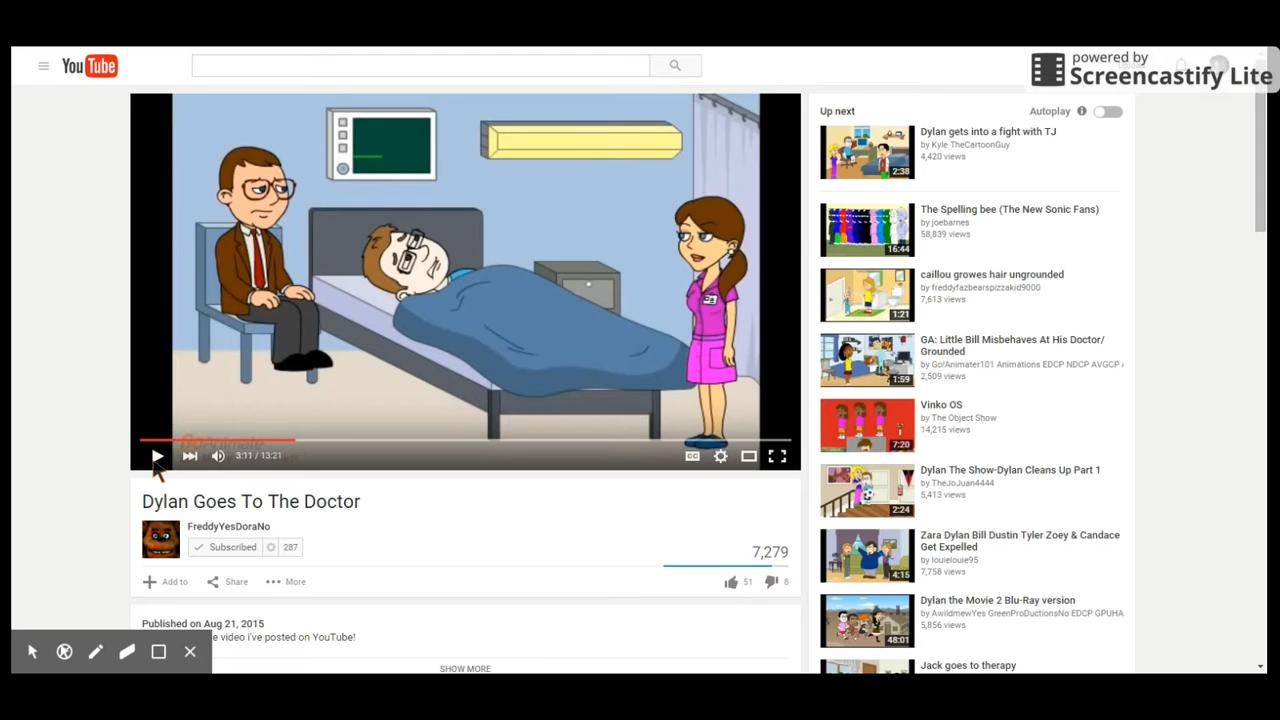 YouTube
powered by
Screencastify Lite
Up next
Autoplay
Dylan gets into a fight with TJ
by Kyle TheCartoonGuy
4,420 views
2:38
The Spelling bee (The New Sonic Fans)
by joebarnes
58,839 views
16:44
caillou growes hair ungrounded
by freddyfazbearspizzakid9000
7,613 views
1:21
GA: Little Bill Misbehaves At His Doctor/
Grounded
by Go!Animater101 Animations EDCP NDCP AVGCP
2,509 views
1:59
Vinko OS
by The Object Show
14,215 views
7:20
Dylan The Show-Dylan Cleans Up Part 1
by TheJoJuan4444
5,413 views
2:24
Zara Dylan Bill Dustin Tyler Zoey & Candace
Get Expelled
by louielouie95
7,758 views
4:15
Dylan the Movie 2 Blu-Ray version
by AwildmewYes GreenProDuctionsNo EDCP GPUHA
5,856 views
48:01
Jack goes to therapy
GoAnimate
3:11 / 13:21
CC
Dylan Goes To The Doctor
FreddyYesDoraNo
Subscribed 287
7,279
Add to
Share
More
51
8
Published on Aug 21, 2015
e video i've posted on YouTube!
SHOW MORE